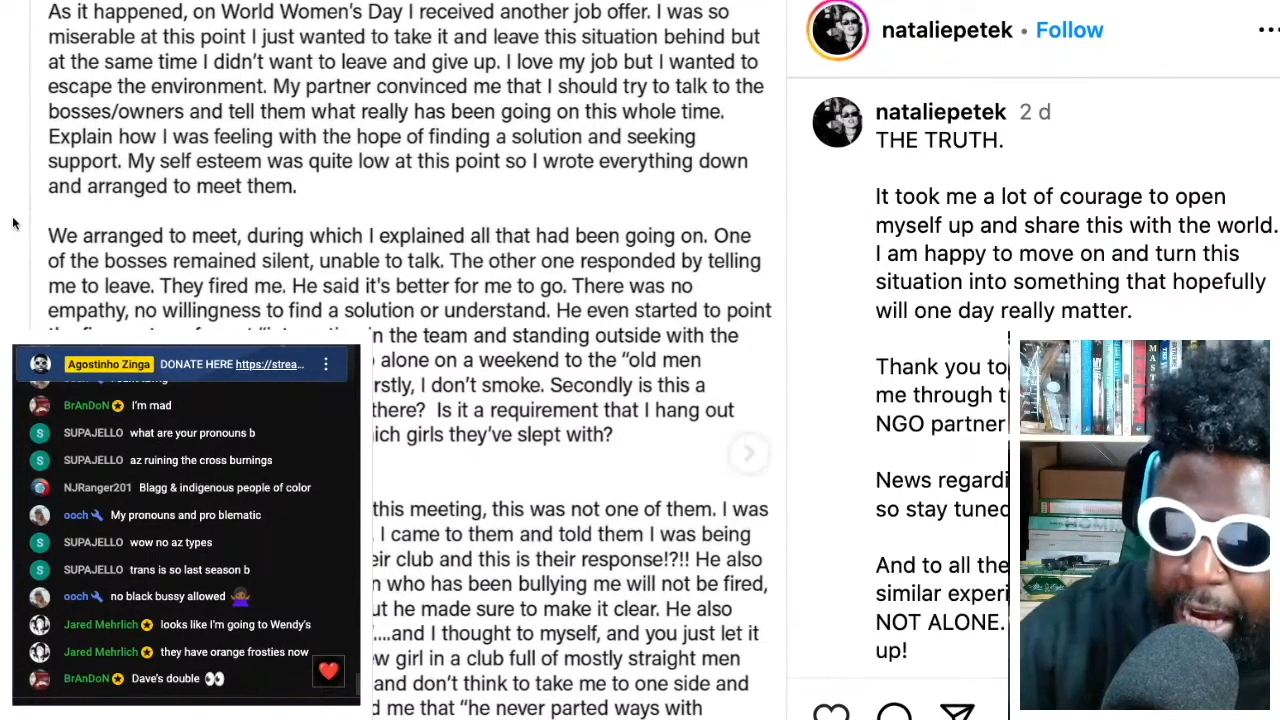 As it happened, on World Women's Day I received another job offer. I was so
miserable at this point I just wanted to take it and leave this situation behind but
at the same time I didn't want to leave and give up. I love my job but I wanted to
escape the environment. My partner convinced me that I should try to talk to the
bosses/owners and tell them what really has been going on this whole time.
Explain how I was feeling with the hope of finding a solution and seeking
support. My self esteem was quite low at this point so I wrote everything down
and arranged to meet them.
We arranged to meet, during which I explained all that had been going on. One
of the bosses remained silent, unable to talk. The other one responded by telling
me to leave. They fired me. He said it's better for me to go. There was no
empathy, no willingness to find a solution or understand. He even started to point
in the team and standing outside with the
alone on a weekend to the "old men
rstly, I don't smoke. Secondly is this a
there? Is it a requirement that I hang out
ich girls they've slept with?
this meeting, this was not one of them. I was
I came to them and told them I was being
eir club and this is their response!?!! He also
who has been bullying me will not be fired,
ut he made sure to make it clear. He also
....and I thought to myself, and you just let it
w girl in a club full of mostly straight men
and don't think to take me to one side and
d me that "he never parted ways with
Agostinho Zinga DONATE HERE https://strea...
BrAnDoN I'm mad
SUPAJELLO what are your pronouns b
SUPAJELLO az ruining the cross burnings
NJRanger201 Blagg & indigenous people of color
ooch My pronouns and pro blematic
SUPAJELLO wow no az types
SUPAJELLO trans is so last season b
ooch no black bussy allowed
Jared Mehrlich looks like I'm going to Wendy's
Jared Mehrlich they have orange frosties now
BrAnDoN Dave's double
nataliepetek • Follow
nataliepetek 2 d
THE TRUTH.
It took me a lot of courage to open
myself up and share this with the world.
I am happy to move on and turn this
situation into something that hopefully
will one day really matter.
Thank you to
me through t
NGO partner
News regardi
so stay tuned
And to all the
similar experi
NOT ALONE.
up!